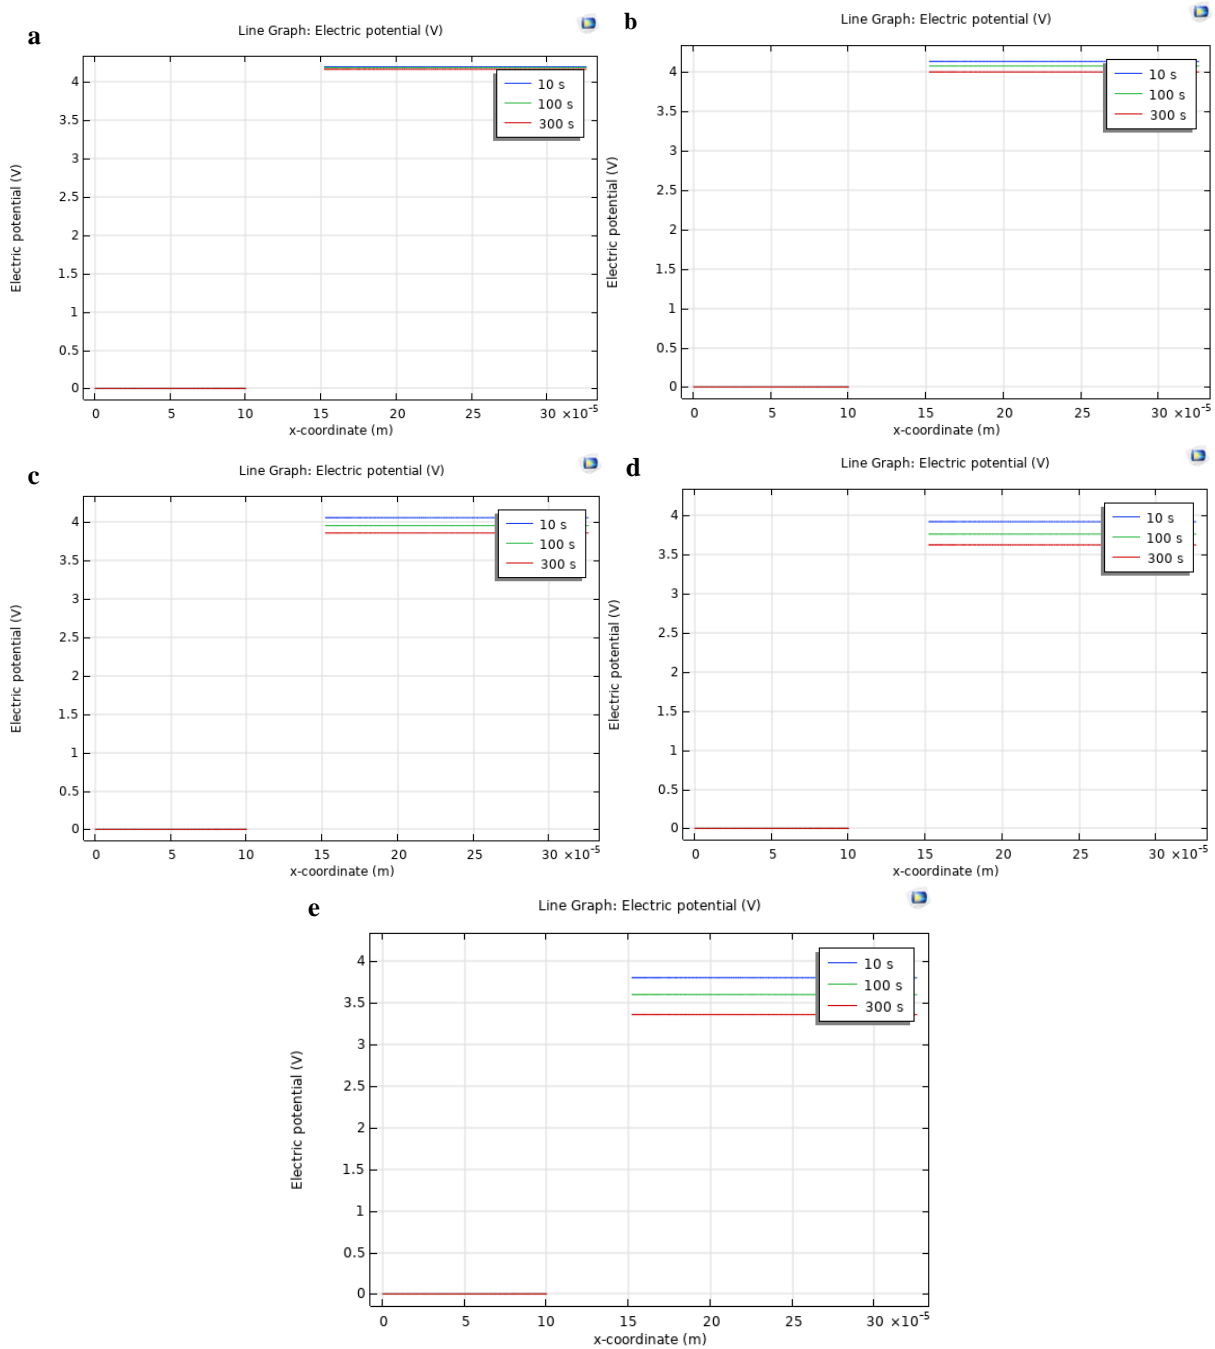 a
Line Graph: Electric potential (V)
Electric potential (V)
4
3.5
3
2.5
2
1.5
1
0.5
0
10 s
100 s
300 s
0 5 10 15 20 25 30 ×10⁻⁵
x-coordinate (m)
b
Line Graph: Electric potential (V)
Electric potential (V)
4
3.5
3
2.5
2
1.5
1
0.5
0
10 s
100 s
300 s
0 5 10 15 20 25 30 ×10⁻⁵
x-coordinate (m)
c
Line Graph: Electric potential (V)
Electric potential (V)
4
3.5
3
2.5
2
1.5
1
0.5
0
10 s
100 s
300 s
0 5 10 15 20 25 30 ×10⁻⁵
x-coordinate (m)
d
Line Graph: Electric potential (V)
Electric potential (V)
4
3.5
3
2.5
2
1.5
1
0.5
0
10 s
100 s
300 s
0 5 10 15 20 25 30 ×10⁻⁵
x-coordinate (m)
e
Line Graph: Electric potential (V)
Electric potential (V)
4
3.5
3
2.5
2
1.5
1
0.5
0
10 s
100 s
300 s
0 5 10 15 20 25 30 ×10⁻⁵
x-coordinate (m)